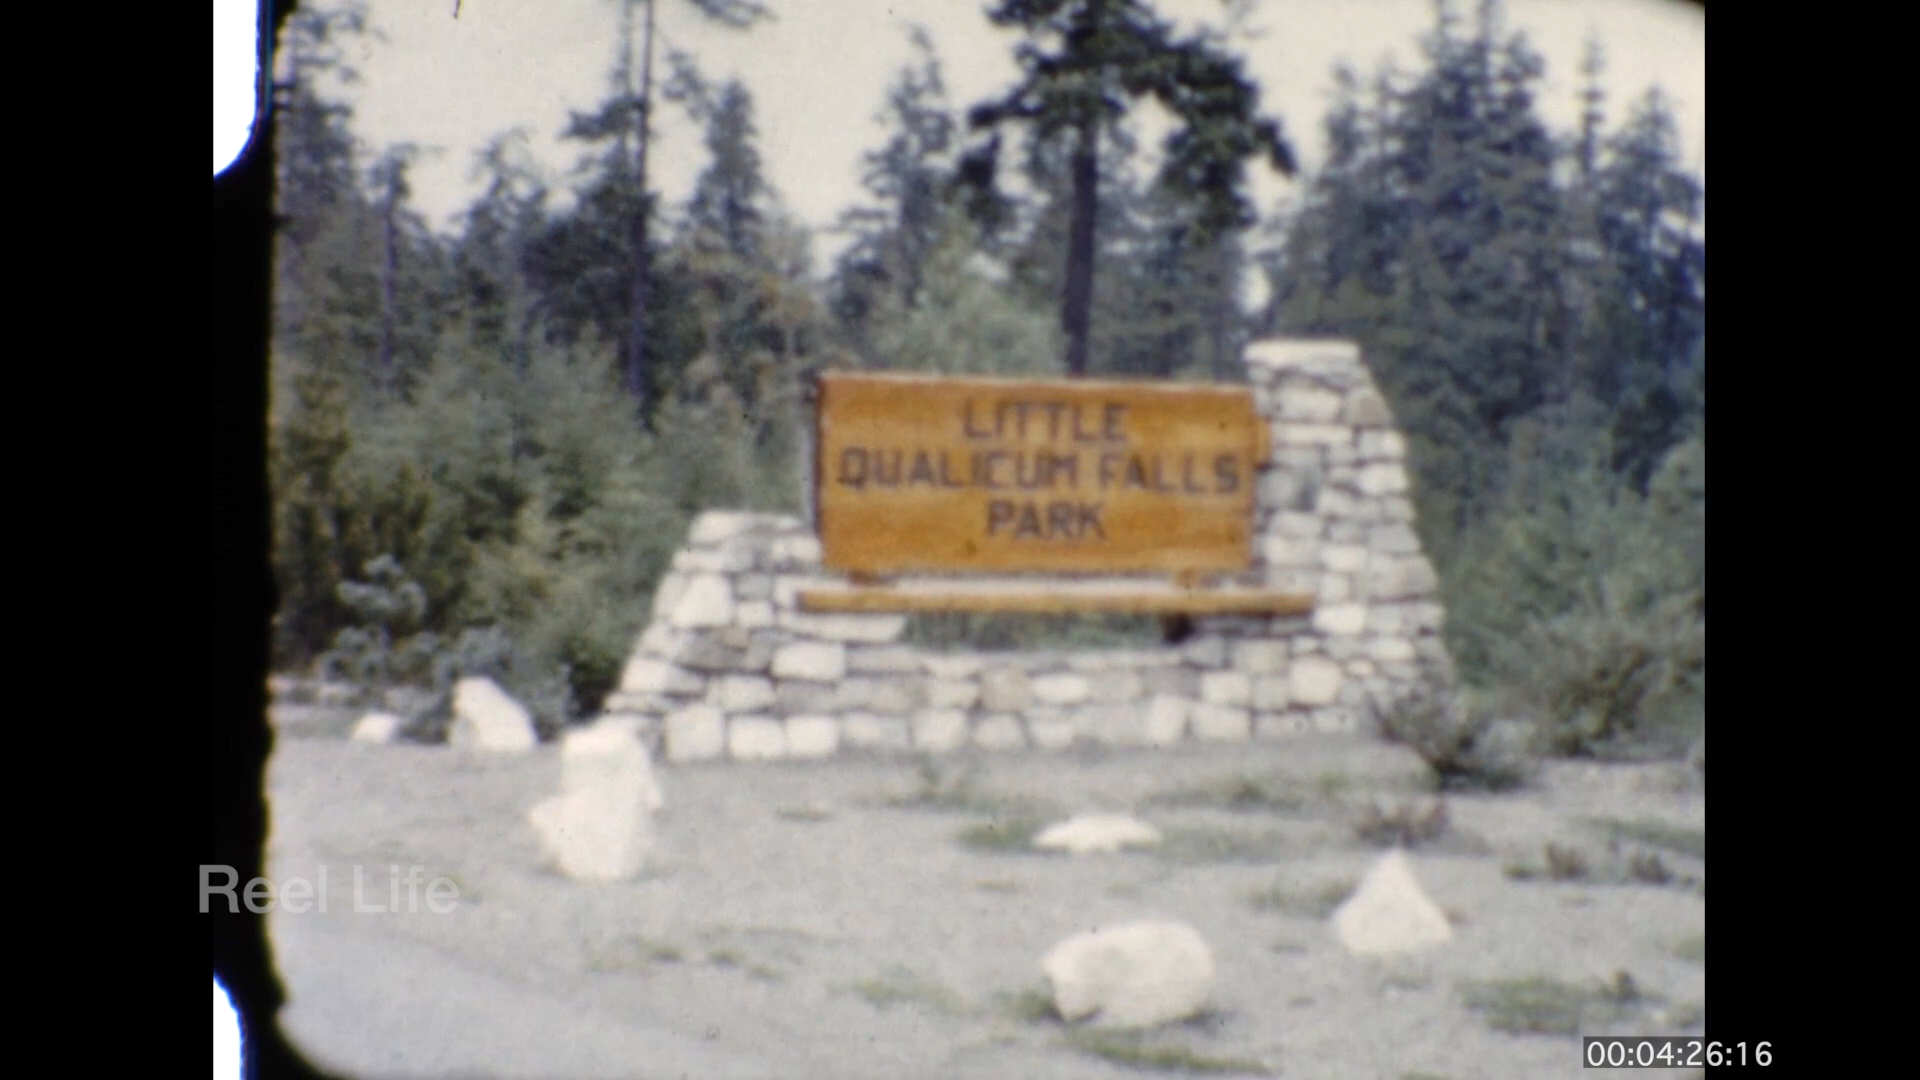 LITTLE
QUALICUM FALLS
PARK
Reel Life
00:04:26:16